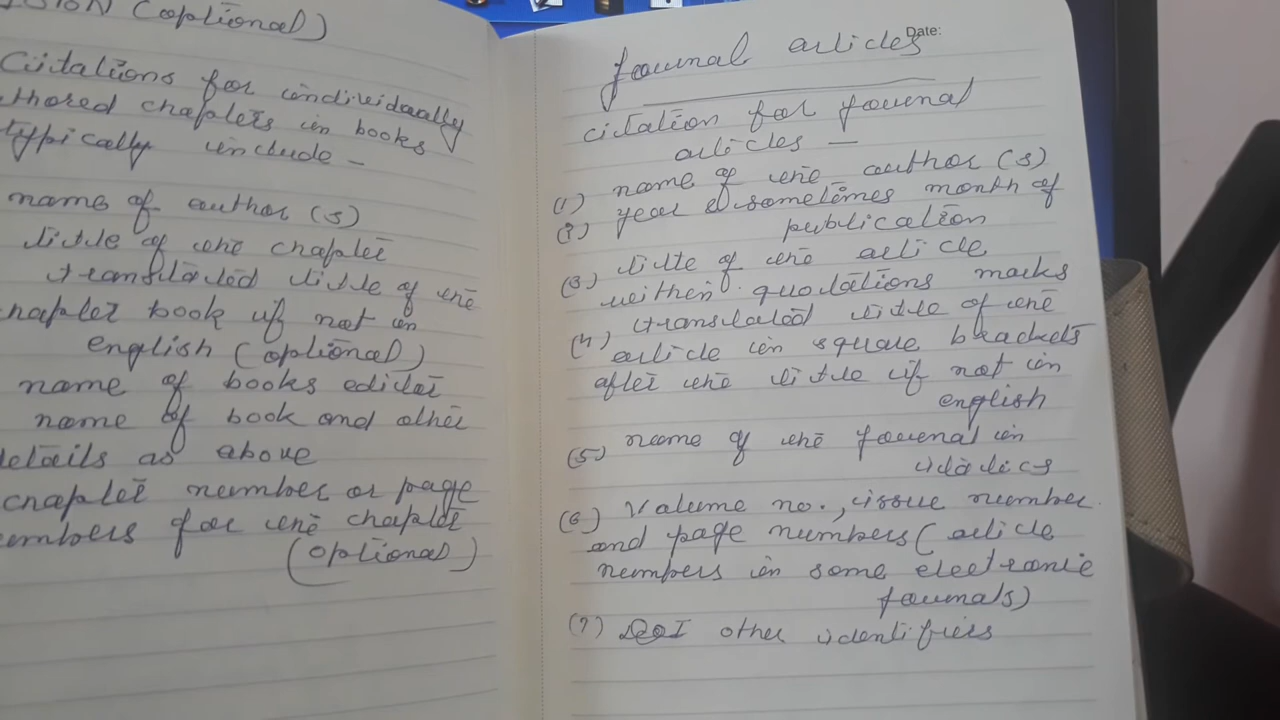 (optional)
Citations for individually
thored chapters in books
typically include -
name of author (s)
title of the chapter
translated title of the
hapter book if not in
english (optional)
name of books editor
name of book and other
details as above
chapter number or page
umbers for the chapter
(optional)
Date:
Journal articles
citation for journal
articles —
(1) name of the author (s)
(2) year & sometimes month of
publication
(3) title of the article
within quotations marks
(4) translated title of the
article in square brackets
after the title if not in
english
(5) name of the journal in
italics
(6) Volume no., issue number
and page numbers (article
numbers in some electronic
journals)
(7) DOI other identifiers